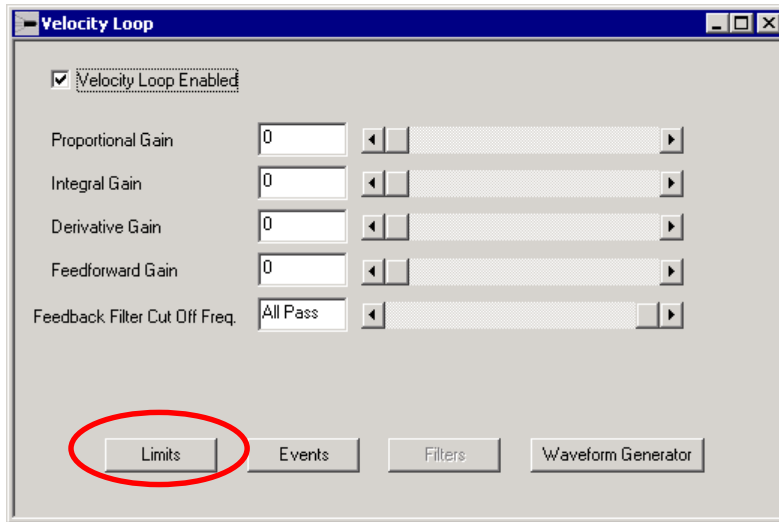 Velocity Loop
Velocity Loop Enabled
Proportional Gain 0
Integral Gain 0
Derivative Gain 0
Feedforward Gain 0
Feedback Filter Cut Off Freq. All Pass
Limits Events Filters Waveform Generator